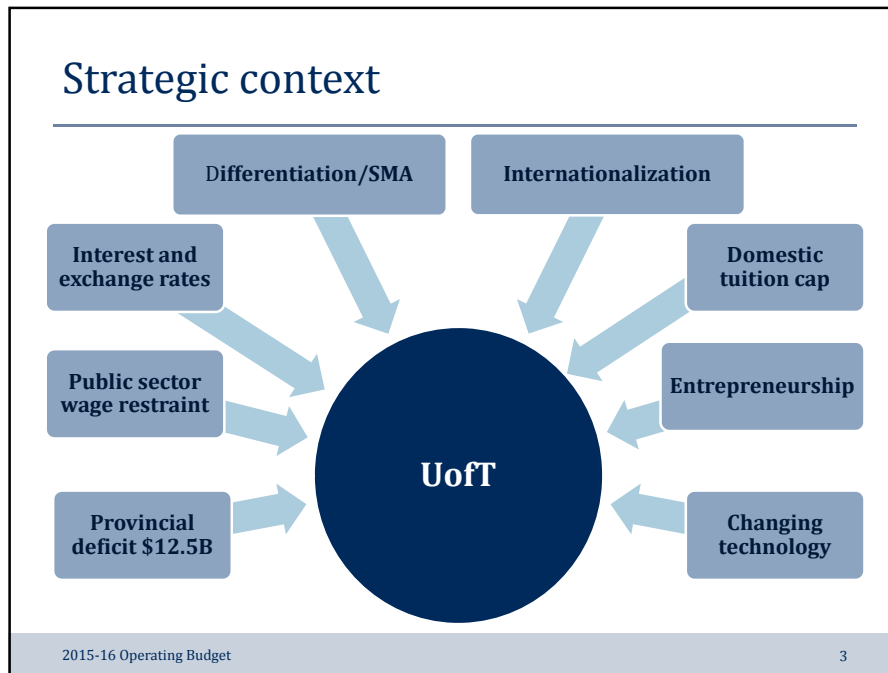 Strategic context
Differentiation/SMA
Internationalization
Interest and
exchange rates
Domestic
tuition cap
Public sector
wage restraint
Entrepreneurship
UofT
Provincial
deficit $12.5B
Changing
technology
2015-16 Operating Budget
3